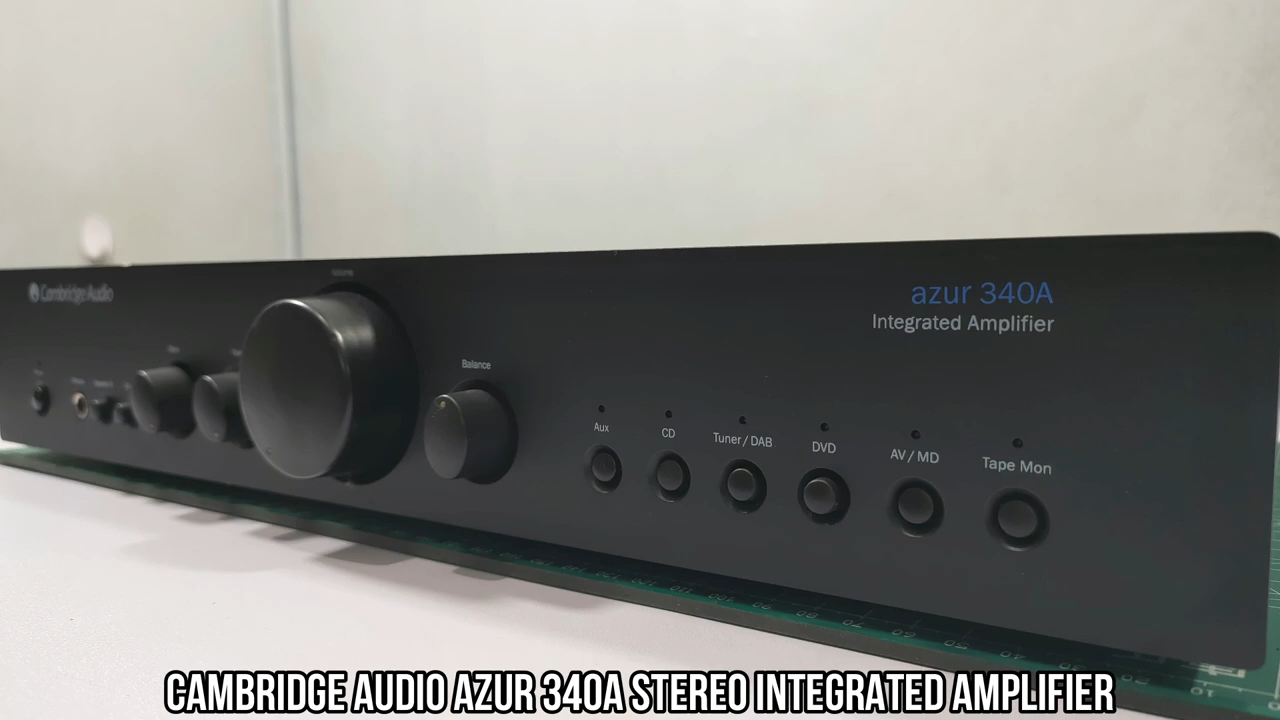 Cambridge Audio
Volume
azur 340A
Integrated Amplifier
Balance
Aux
CD
Tuner / DAB
DVD
AV / MD
Tape Mon
CAMBRIDGE AUDIO AZUR 340A STEREO INTEGRATED AMPLIFIER